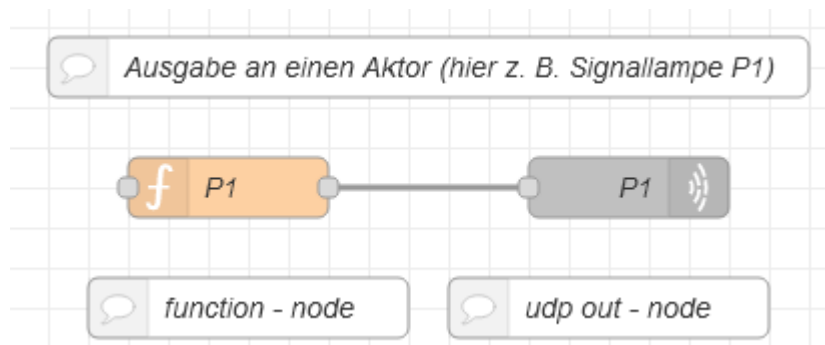 Ausgabe an einen Aktor (hier z. B. Signallampe P1)
P1
P1
function - node
udp out - node